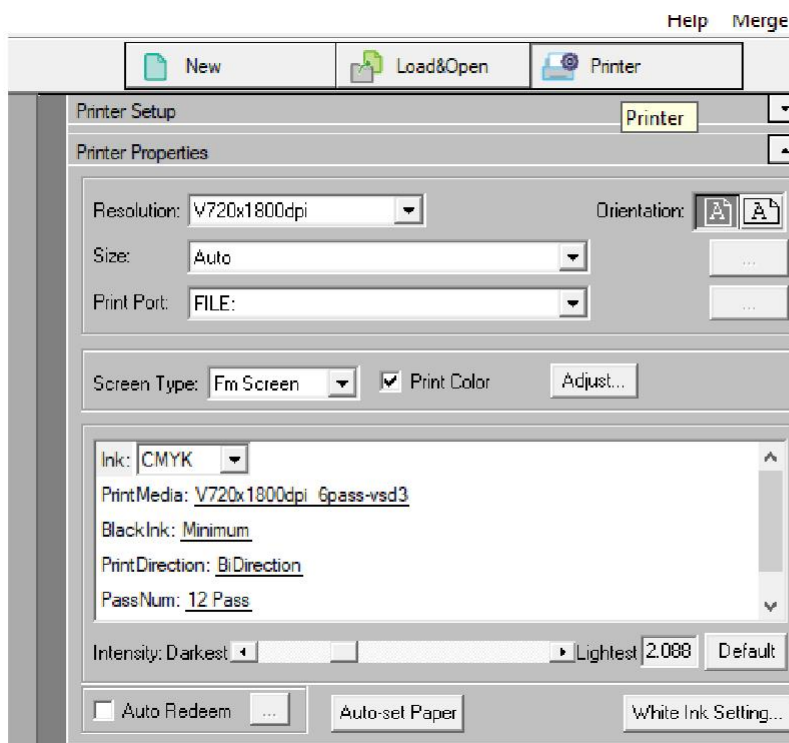 Help Merge
New Load&Open Printer
Printer Setup
Printer
Printer Properties
Resolution: V720x1800dpi Orientation: A A
Size: Auto ...
Print Port: FILE: ...
Screen Type: Fm Screen Print Color Adjust...
Ink: CMYK
PrintMedia: V720x1800dpi 6pass-vsd3
BlackInk: Minimum
PrintDirection: BiDirection
PassNum: 12 Pass
Intensity: Darkest Lightest 2.088 Default
Auto Redeem ... Auto-set Paper White Ink Setting...